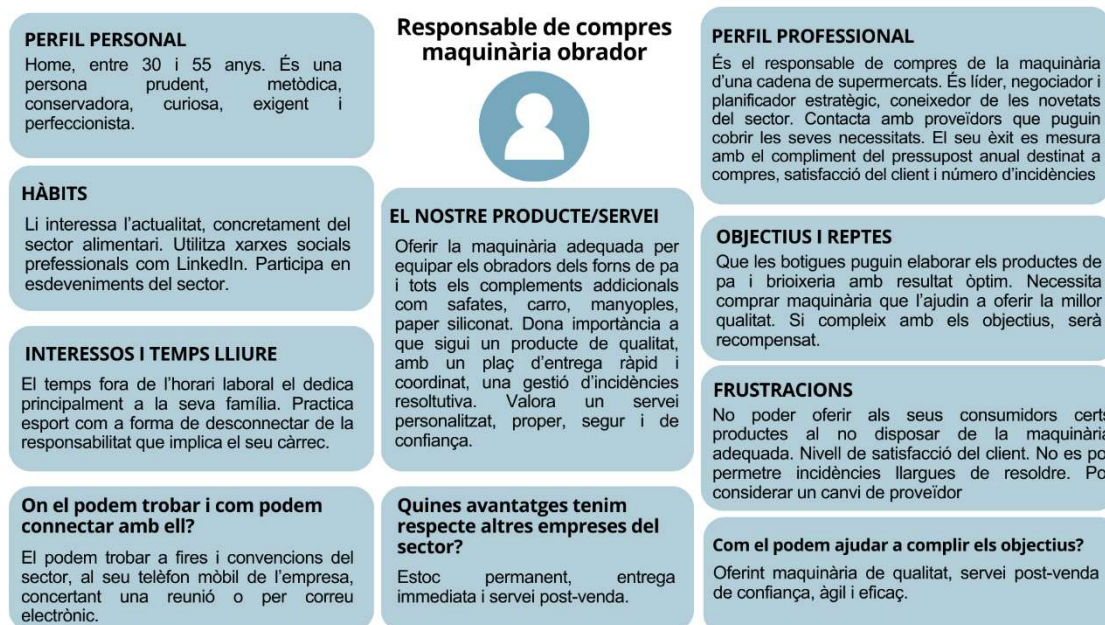 Responsable de compres
maquinària obrador
PERFIL PERSONAL
Home, entre 30 i 55 anys. És una
persona prudent, metòdica,
conservadora, curiosa, exigent i
perfeccionista.
HÀBITS
Li interessa l'actualitat, concretament del
sector alimentari. Utilitza xarxes socials
prefessionals com LinkedIn. Participa en
esdeveniments del sector.
INTERESSOS I TEMPS LLIURE
El temps fora de l'horari laboral el dedica
principalment a la seva família. Practica
esport com a forma de desconnectar de la
responsabilitat que implica el seu càrrec.
On el podem trobar i com podem
connectar amb ell?
El podem trobar a fires i convencions del
sector, al seu telèfon mòbil de l'empresa,
concertant una reunió o per correu
electrònic.
EL NOSTRE PRODUCTE/SERVEI
Oferir la maquinària adequada per
equipar els obradors dels forns de pa
i tots els complements addicionals
com safates, carro, manyoples,
paper siliconat. Dona importància a
que sigui un producte de qualitat,
amb un plaç d'entrega ràpid i
coordinat, una gestió d'incidències
resoltutiva. Valora un servei
personalitzat, proper, segur i de
confiança.
Quines avantatges tenim
respecte altres empreses del
sector?
Estoc permanent, entrega
immediata i servei post-venda.
PERFIL PROFESSIONAL
És el responsable de compres de la maquinària
d'una cadena de supermercats. És líder, negociador i
planificador estratègic, coneixedor de les novetats
del sector. Contacta amb proveïdors que puguin
cobrir les seves necessitats. El seu èxit es mesura
amb el compliment del pressupost anual destinat a
compres, satisfacció del client i número d'incidències
OBJECTIUS I REPTES
Que les botigues puguin elaborar els productes de
pa i brioixeria amb resultat òptim. Necessita
comprar maquinària que l'ajudin a oferir la millor
qualitat. Si compleix amb els objectius, serà
recompensat.
FRUSTRACIONS
No poder oferir als seus consumidors certs
productes al no disposar de la maquinària
adequada. Nivell de satisfacció del client. No es pot
permetre incidències llargues de resoldre. Pot
considerar un canvi de proveïdor
Com el podem ajudar a complir els objectius?
Oferint maquinària de qualitat, servei post-venda
de confiança, àgil i eficaç.